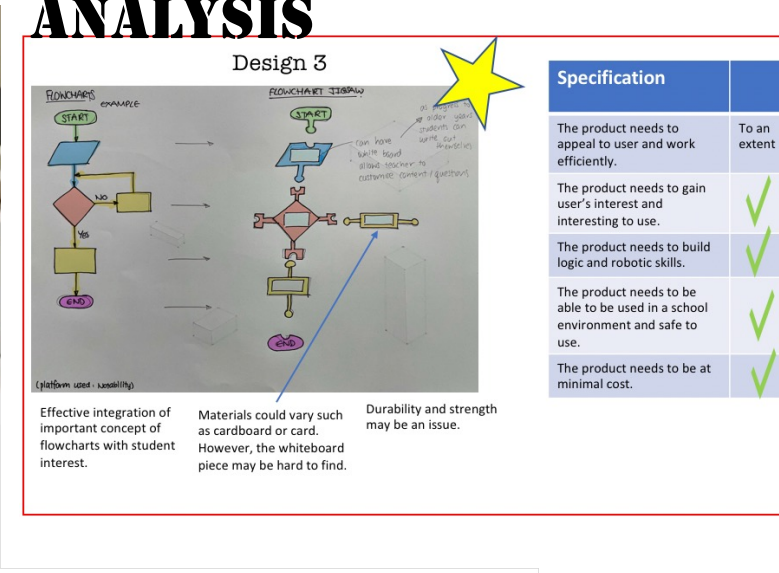 ANALYSIS
Design 3
FLOWCHARTS
EXAMPLE
START
NO
Yes
END
(platform used: Notability)
FLOWCHART JIGSAW
START
can have
white board
allows teacher to
customise content/questions
older years
students can
write out
themselves
END
Effective integration of
important concept of
flowcharts with student
interest.
Materials could vary such
as cardboard or card.
However, the whiteboard
piece may be hard to find.
Durability and strength
may be an issue.
Specification
The product needs to
appeal to user and work
efficiently.
To an
extent
The product needs to gain
user's interest and
interesting to use.
The product needs to build
logic and robotic skills.
The product needs to be
able to be used in a school
environment and safe to
use.
The product needs to be at
minimal cost.